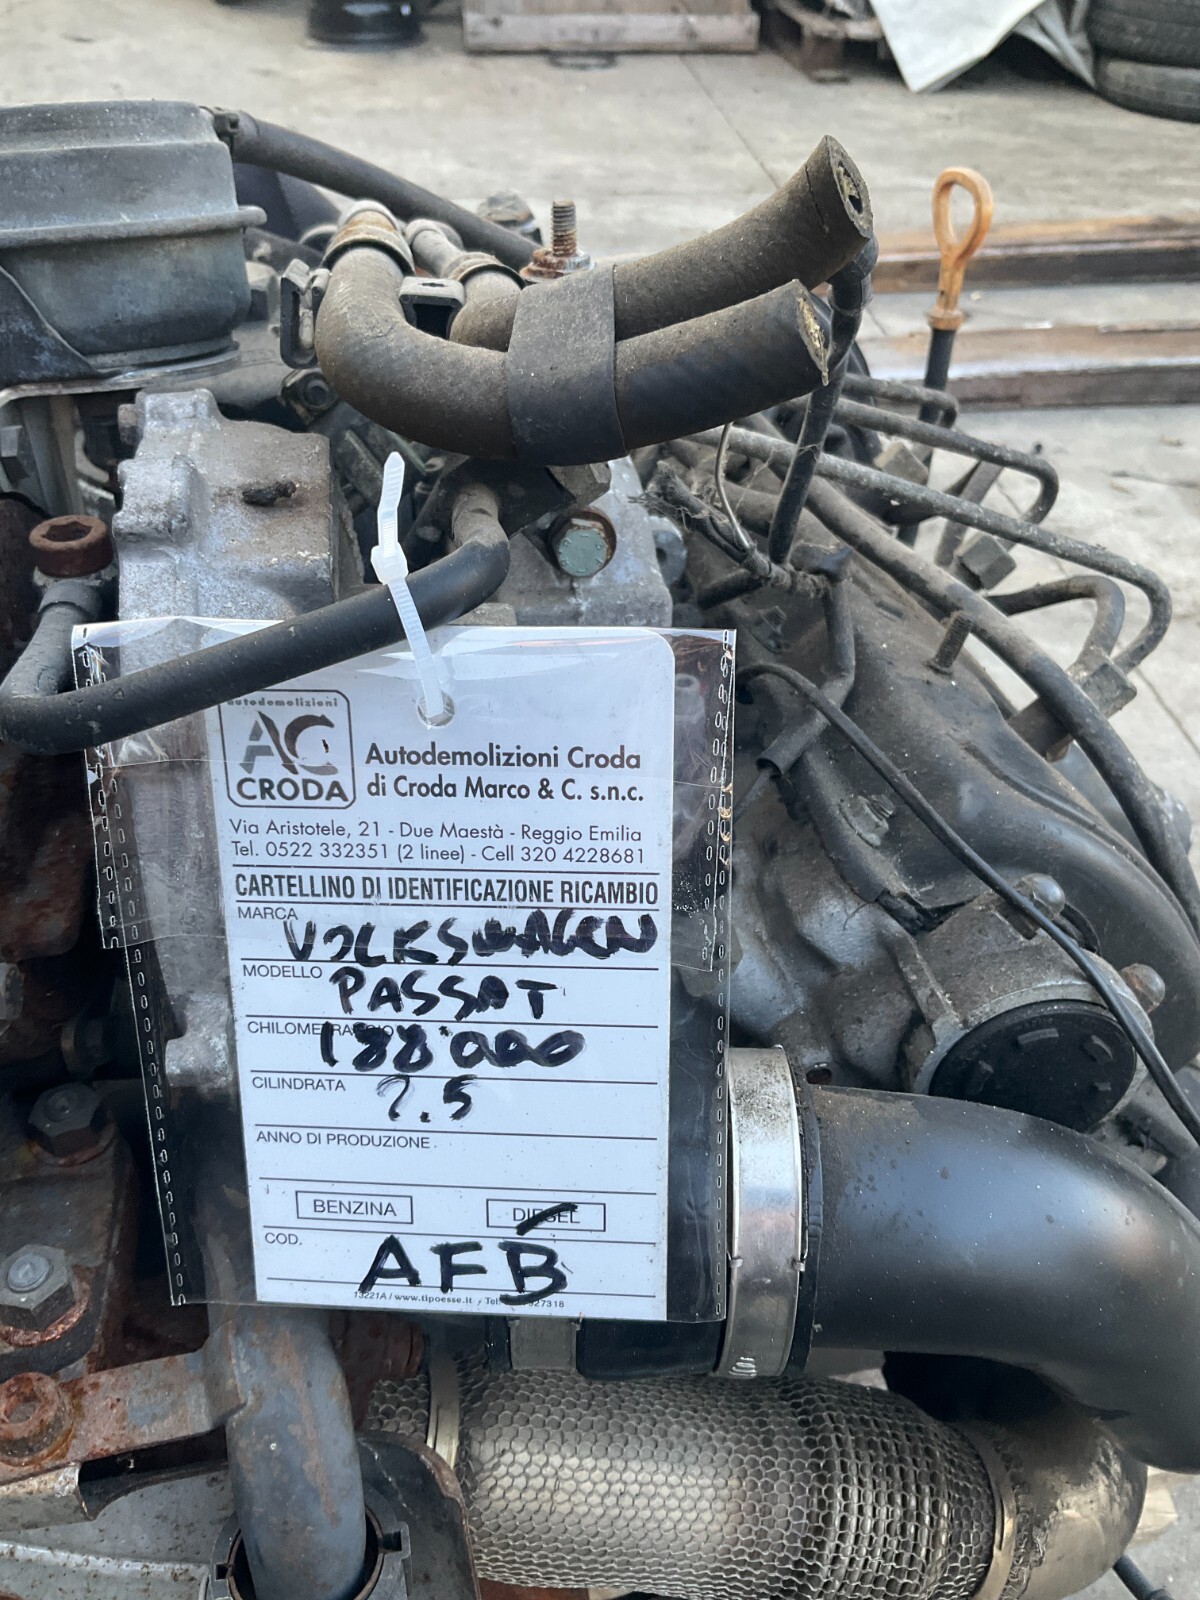 autodemolizioni
AC
CRODA
Autodemolizioni Croda
di Croda Marco & C. s.n.c.
Via Aristotele, 21 - Due Maestà - Reggio Emilia
Tel. 0522 332351 (2 linee) - Cell 320 4228681
CARTELLINO DI IDENTIFICAZIONE RICAMBIO
MARCA VOLKSWAGEN
MODELLO PASSAT
CHILOMETRAGGIO 188'000
CILINDRATA 2.5
ANNO DI PRODUZIONE
BENZINA DIESEL
COD. AFB
13221A / www.tipoesse.it - Tel.